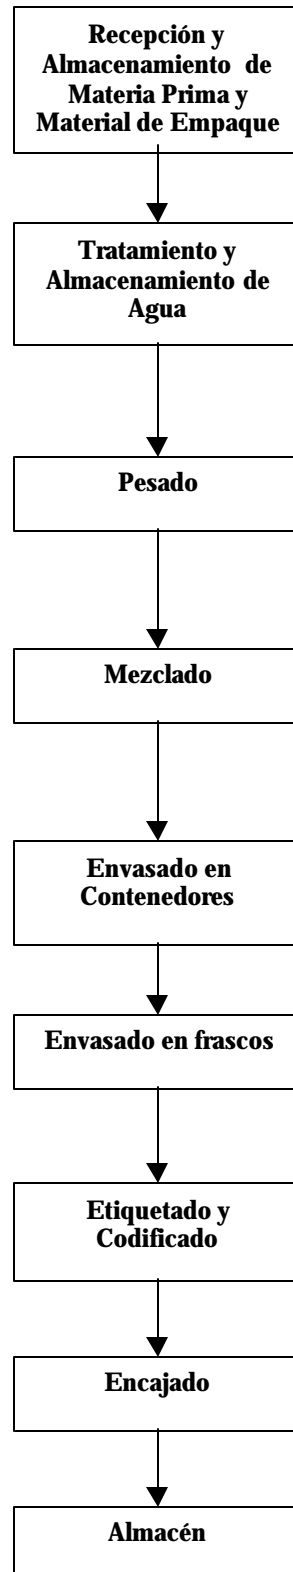 Recepción y
Almacenamiento de
Materia Prima y
Material de Empaque
Tratamiento y
Almacenamiento de
Agua
Pesado
Mezclado
Envasado en
Contenedores
Envasado en frascos
Etiquetado y
Codificado
Encajado
Almacén